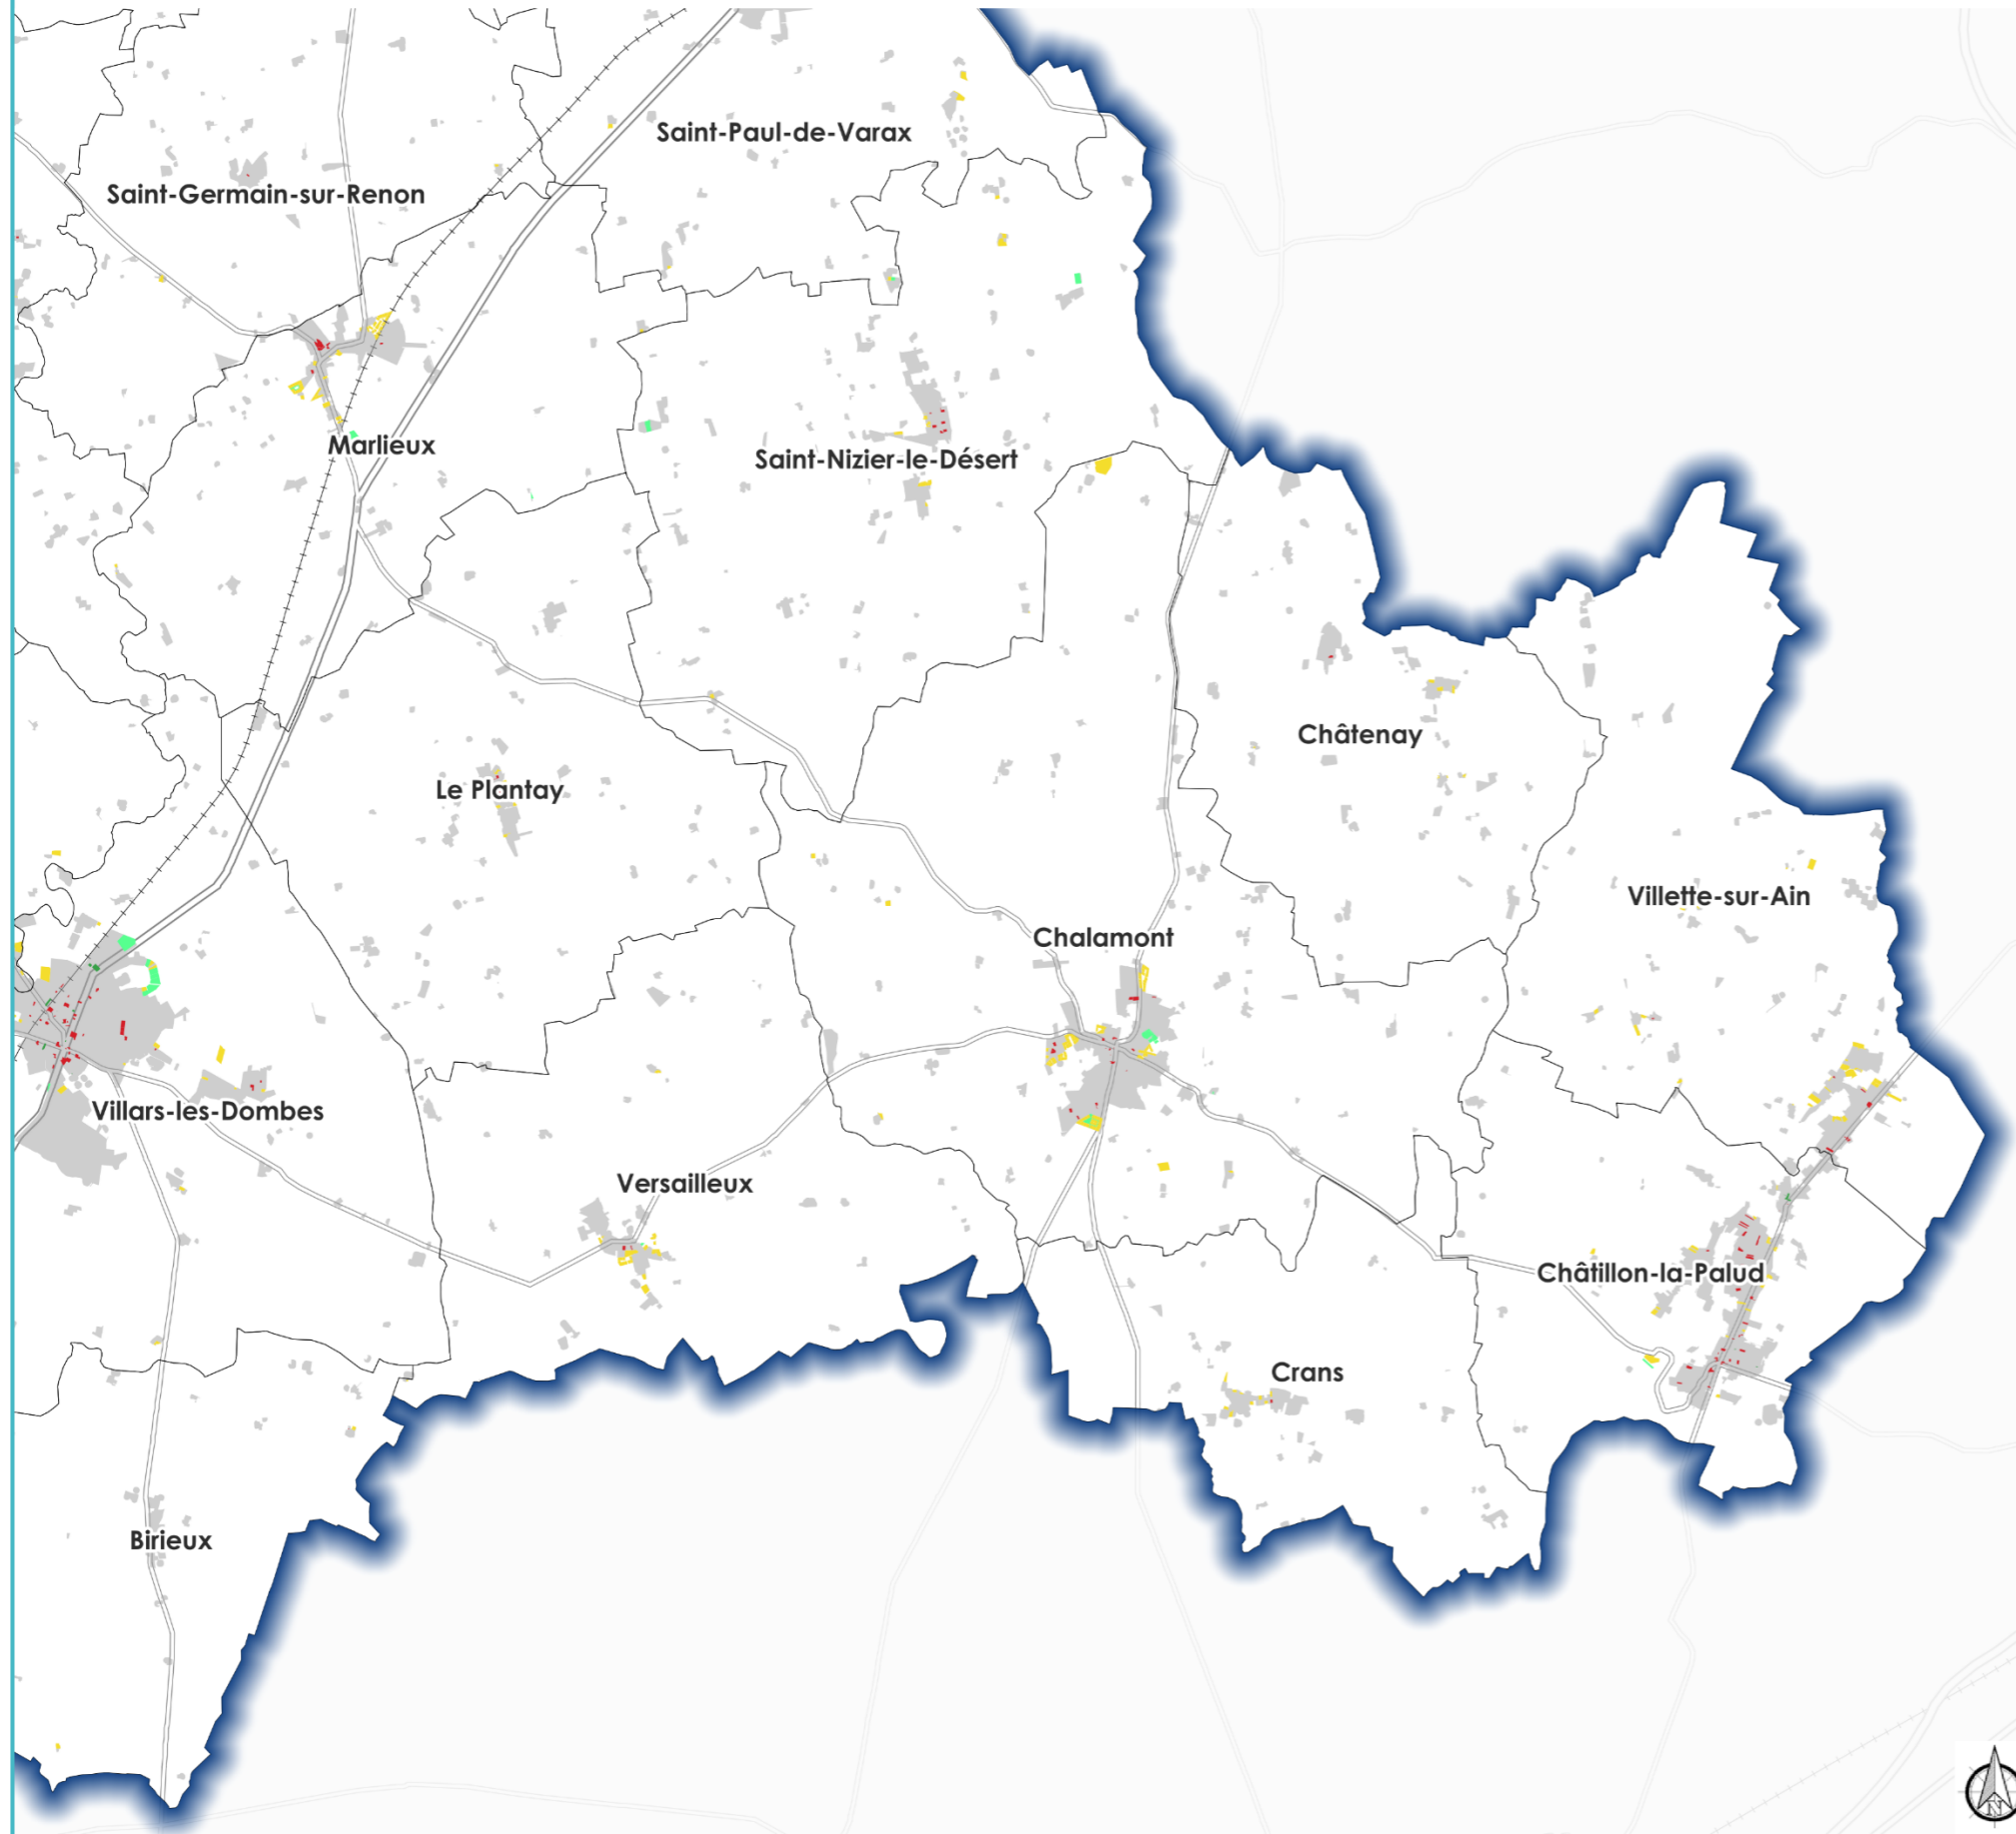 Saint-Paul-de-Varax
Saint-Germain-sur-Renon
Marlieux
Saint-Nizier-le-Désert
Châtenay
Le Plantay
Villette-sur-Ain
Chalamont
Villars-les-Dombes
Versailleux
Châtillon-la-Palud
Crans
Birieux
N